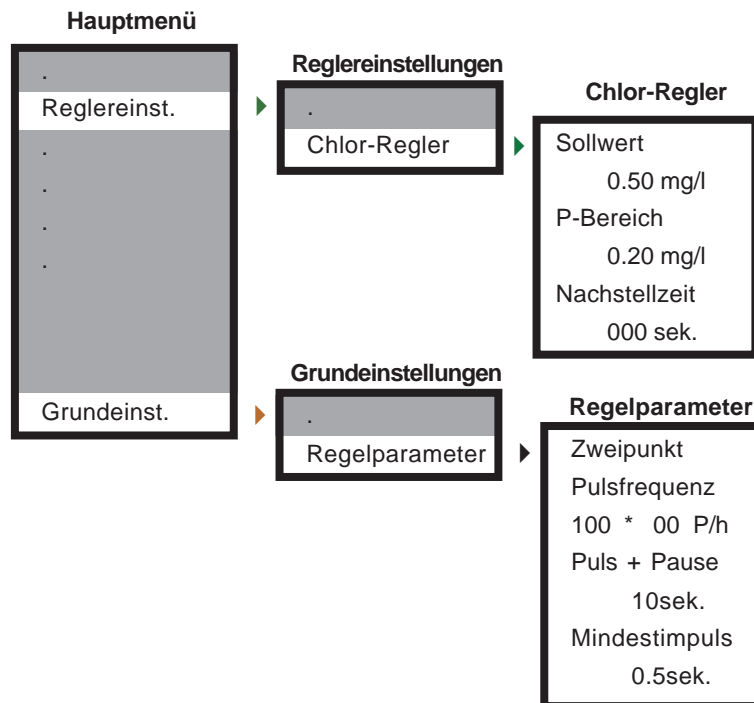 Hauptmenü
.
Reglereinst.
.
.
.
.
Grundeinst.
Reglereinstellungen
.
Chlor-Regler
Chlor-Regler
Sollwert
0.50 mg/l
P-Bereich
0.20 mg/l
Nachstellzeit
000 sek.
Grundeinstellungen
.
Regelparameter
Regelparameter
Zweipunkt
Pulsfrequenz
100 * 00 P/h
Puls + Pause
10sek.
Mindestimpuls
0.5sek.